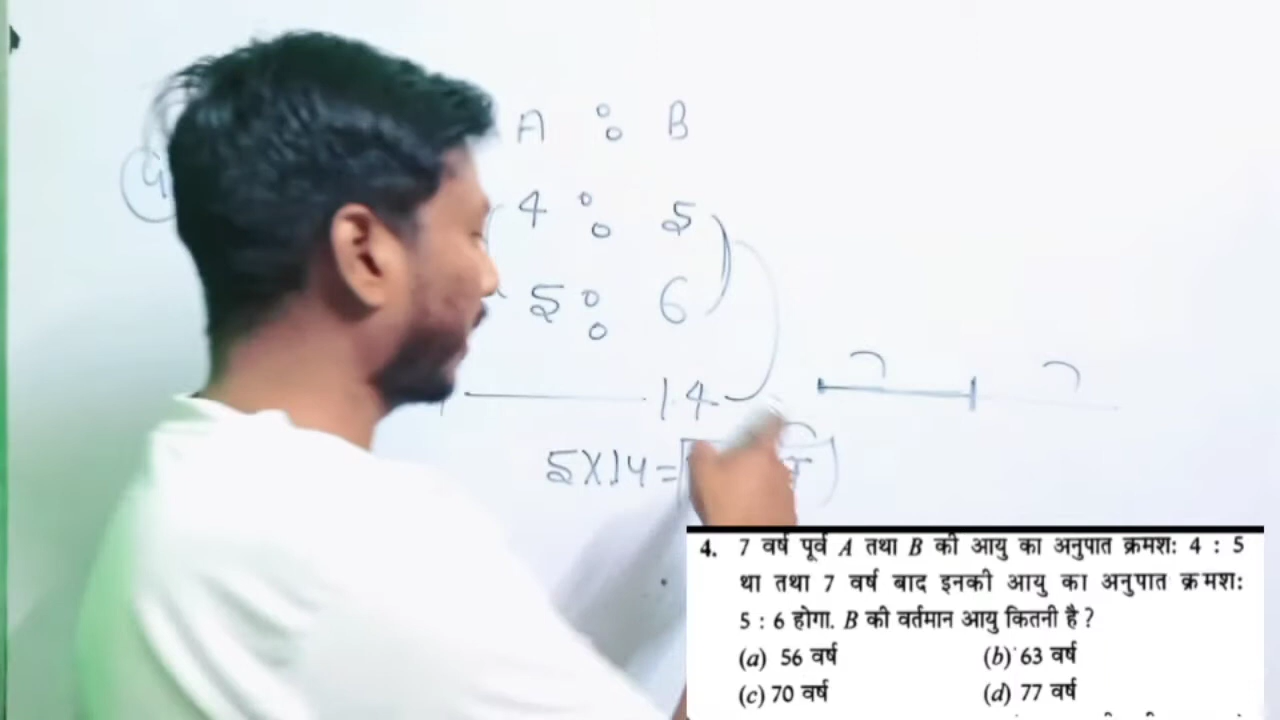 A : B
4 : 5
5 : 6
14
5X14=
4. 7 वर्ष पूर्व A तथा B की आयु का अनुपात क्रमशः 4 : 5
था तथा 7 वर्ष बाद इनकी आयु का अनुपात क्रमशः
5 : 6 होगा. B की वर्तमान आयु कितनी है ?
(a) 56 वर्ष (b) 63 वर्ष
(c) 70 वर्ष (d) 77 वर्ष